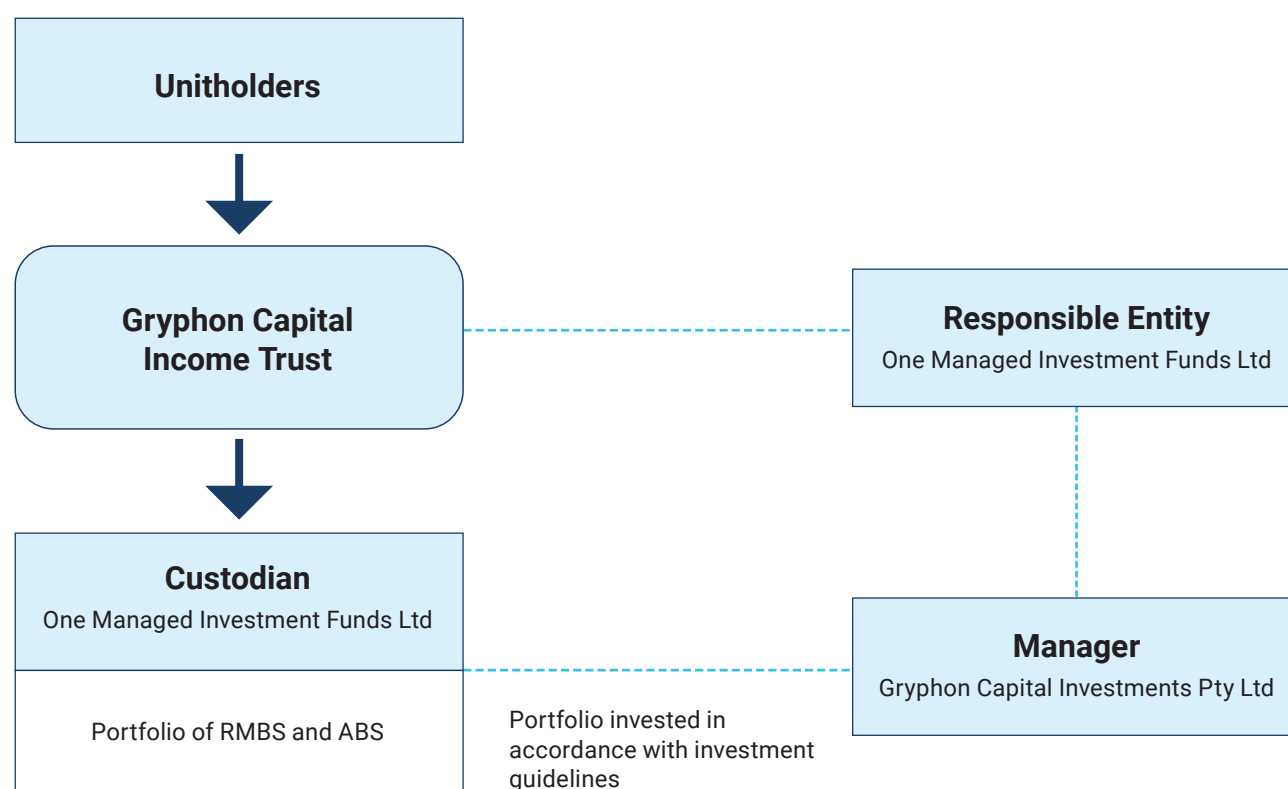 Unitholders
Gryphon Capital
Income Trust
Responsible Entity
One Managed Investment Funds Ltd
Custodian
One Managed Investment Funds Ltd
Manager
Gryphon Capital Investments Pty Ltd
Portfolio of RMBS and ABS
Portfolio invested in
accordance with investment
guidelines